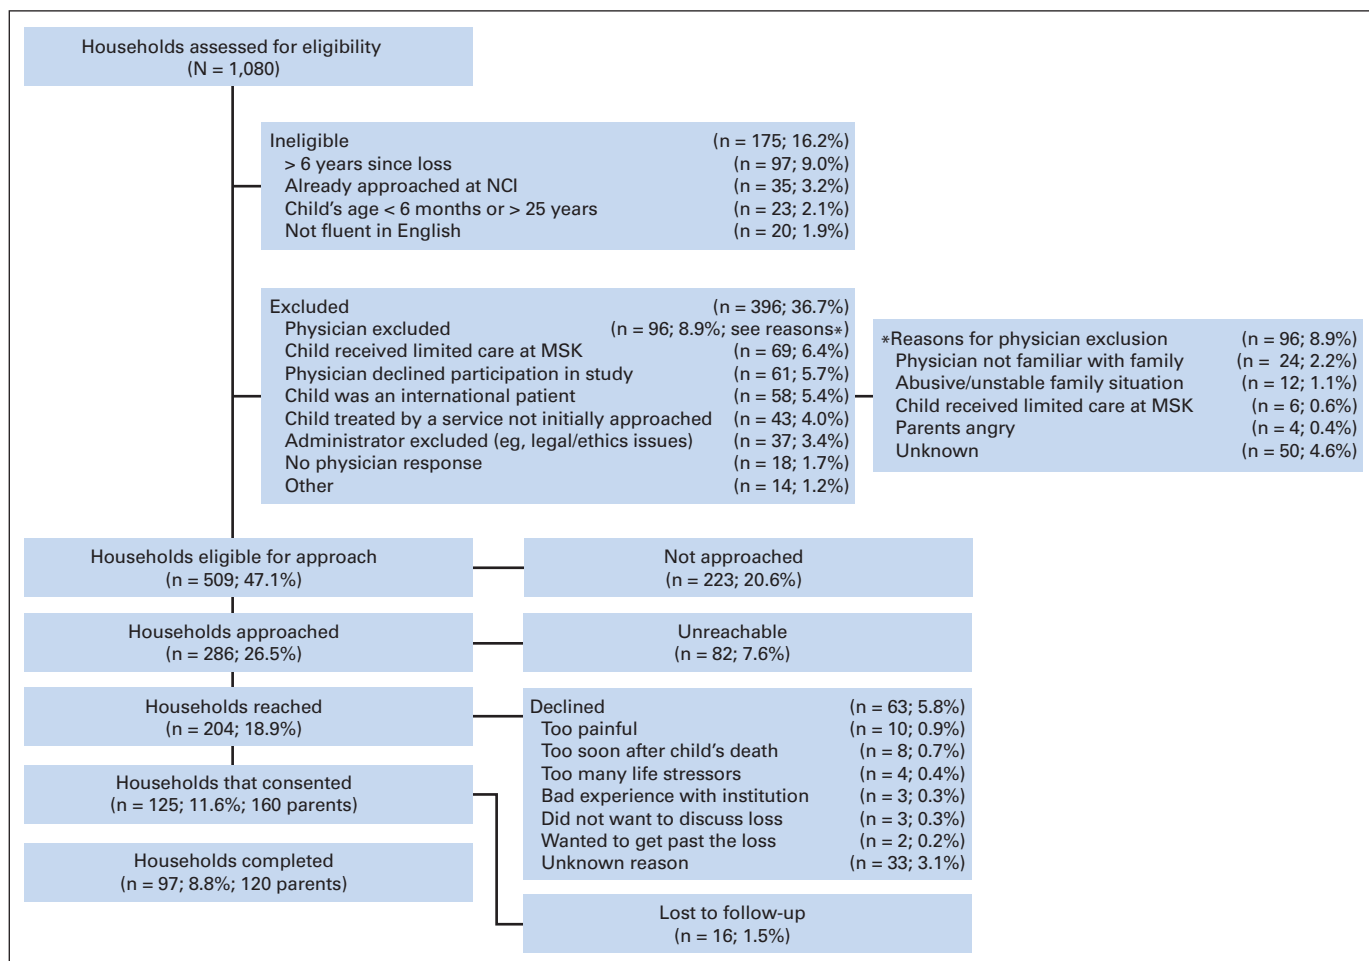 Households assessed for eligibility
(N = 1,080)
Ineligible (n = 175; 16.2%)
> 6 years since loss (n = 97; 9.0%)
Already approached at NCI (n = 35; 3.2%)
Child's age < 6 months or > 25 years (n = 23; 2.1%)
Not fluent in English (n = 20; 1.9%)
Excluded (n = 396; 36.7%)
Physician excluded (n = 96; 8.9%; see reasons*)
Child received limited care at MSK (n = 69; 6.4%)
Physician declined participation in study (n = 61; 5.7%)
Child was an international patient (n = 58; 5.4%)
Child treated by a service not initially approached (n = 43; 4.0%)
Administrator excluded (eg, legal/ethics issues) (n = 37; 3.4%)
No physician response (n = 18; 1.7%)
Other (n = 14; 1.2%)
*Reasons for physician exclusion (n = 96; 8.9%)
Physician not familiar with family (n = 24; 2.2%)
Abusive/unstable family situation (n = 12; 1.1%)
Child received limited care at MSK (n = 6; 0.6%)
Parents angry (n = 4; 0.4%)
Unknown (n = 50; 4.6%)
Households eligible for approach
(n = 509; 47.1%)
Not approached
(n = 223; 20.6%)
Households approached
(n = 286; 26.5%)
Unreachable
(n = 82; 7.6%)
Households reached
(n = 204; 18.9%)
Declined (n = 63; 5.8%)
Too painful (n = 10; 0.9%)
Too soon after child's death (n = 8; 0.7%)
Too many life stressors (n = 4; 0.4%)
Bad experience with institution (n = 3; 0.3%)
Did not want to discuss loss (n = 3; 0.3%)
Wanted to get past the loss (n = 2; 0.2%)
Unknown reason (n = 33; 3.1%)
Households that consented
(n = 125; 11.6%; 160 parents)
Households completed
(n = 97; 8.8%; 120 parents)
Lost to follow-up
(n = 16; 1.5%)